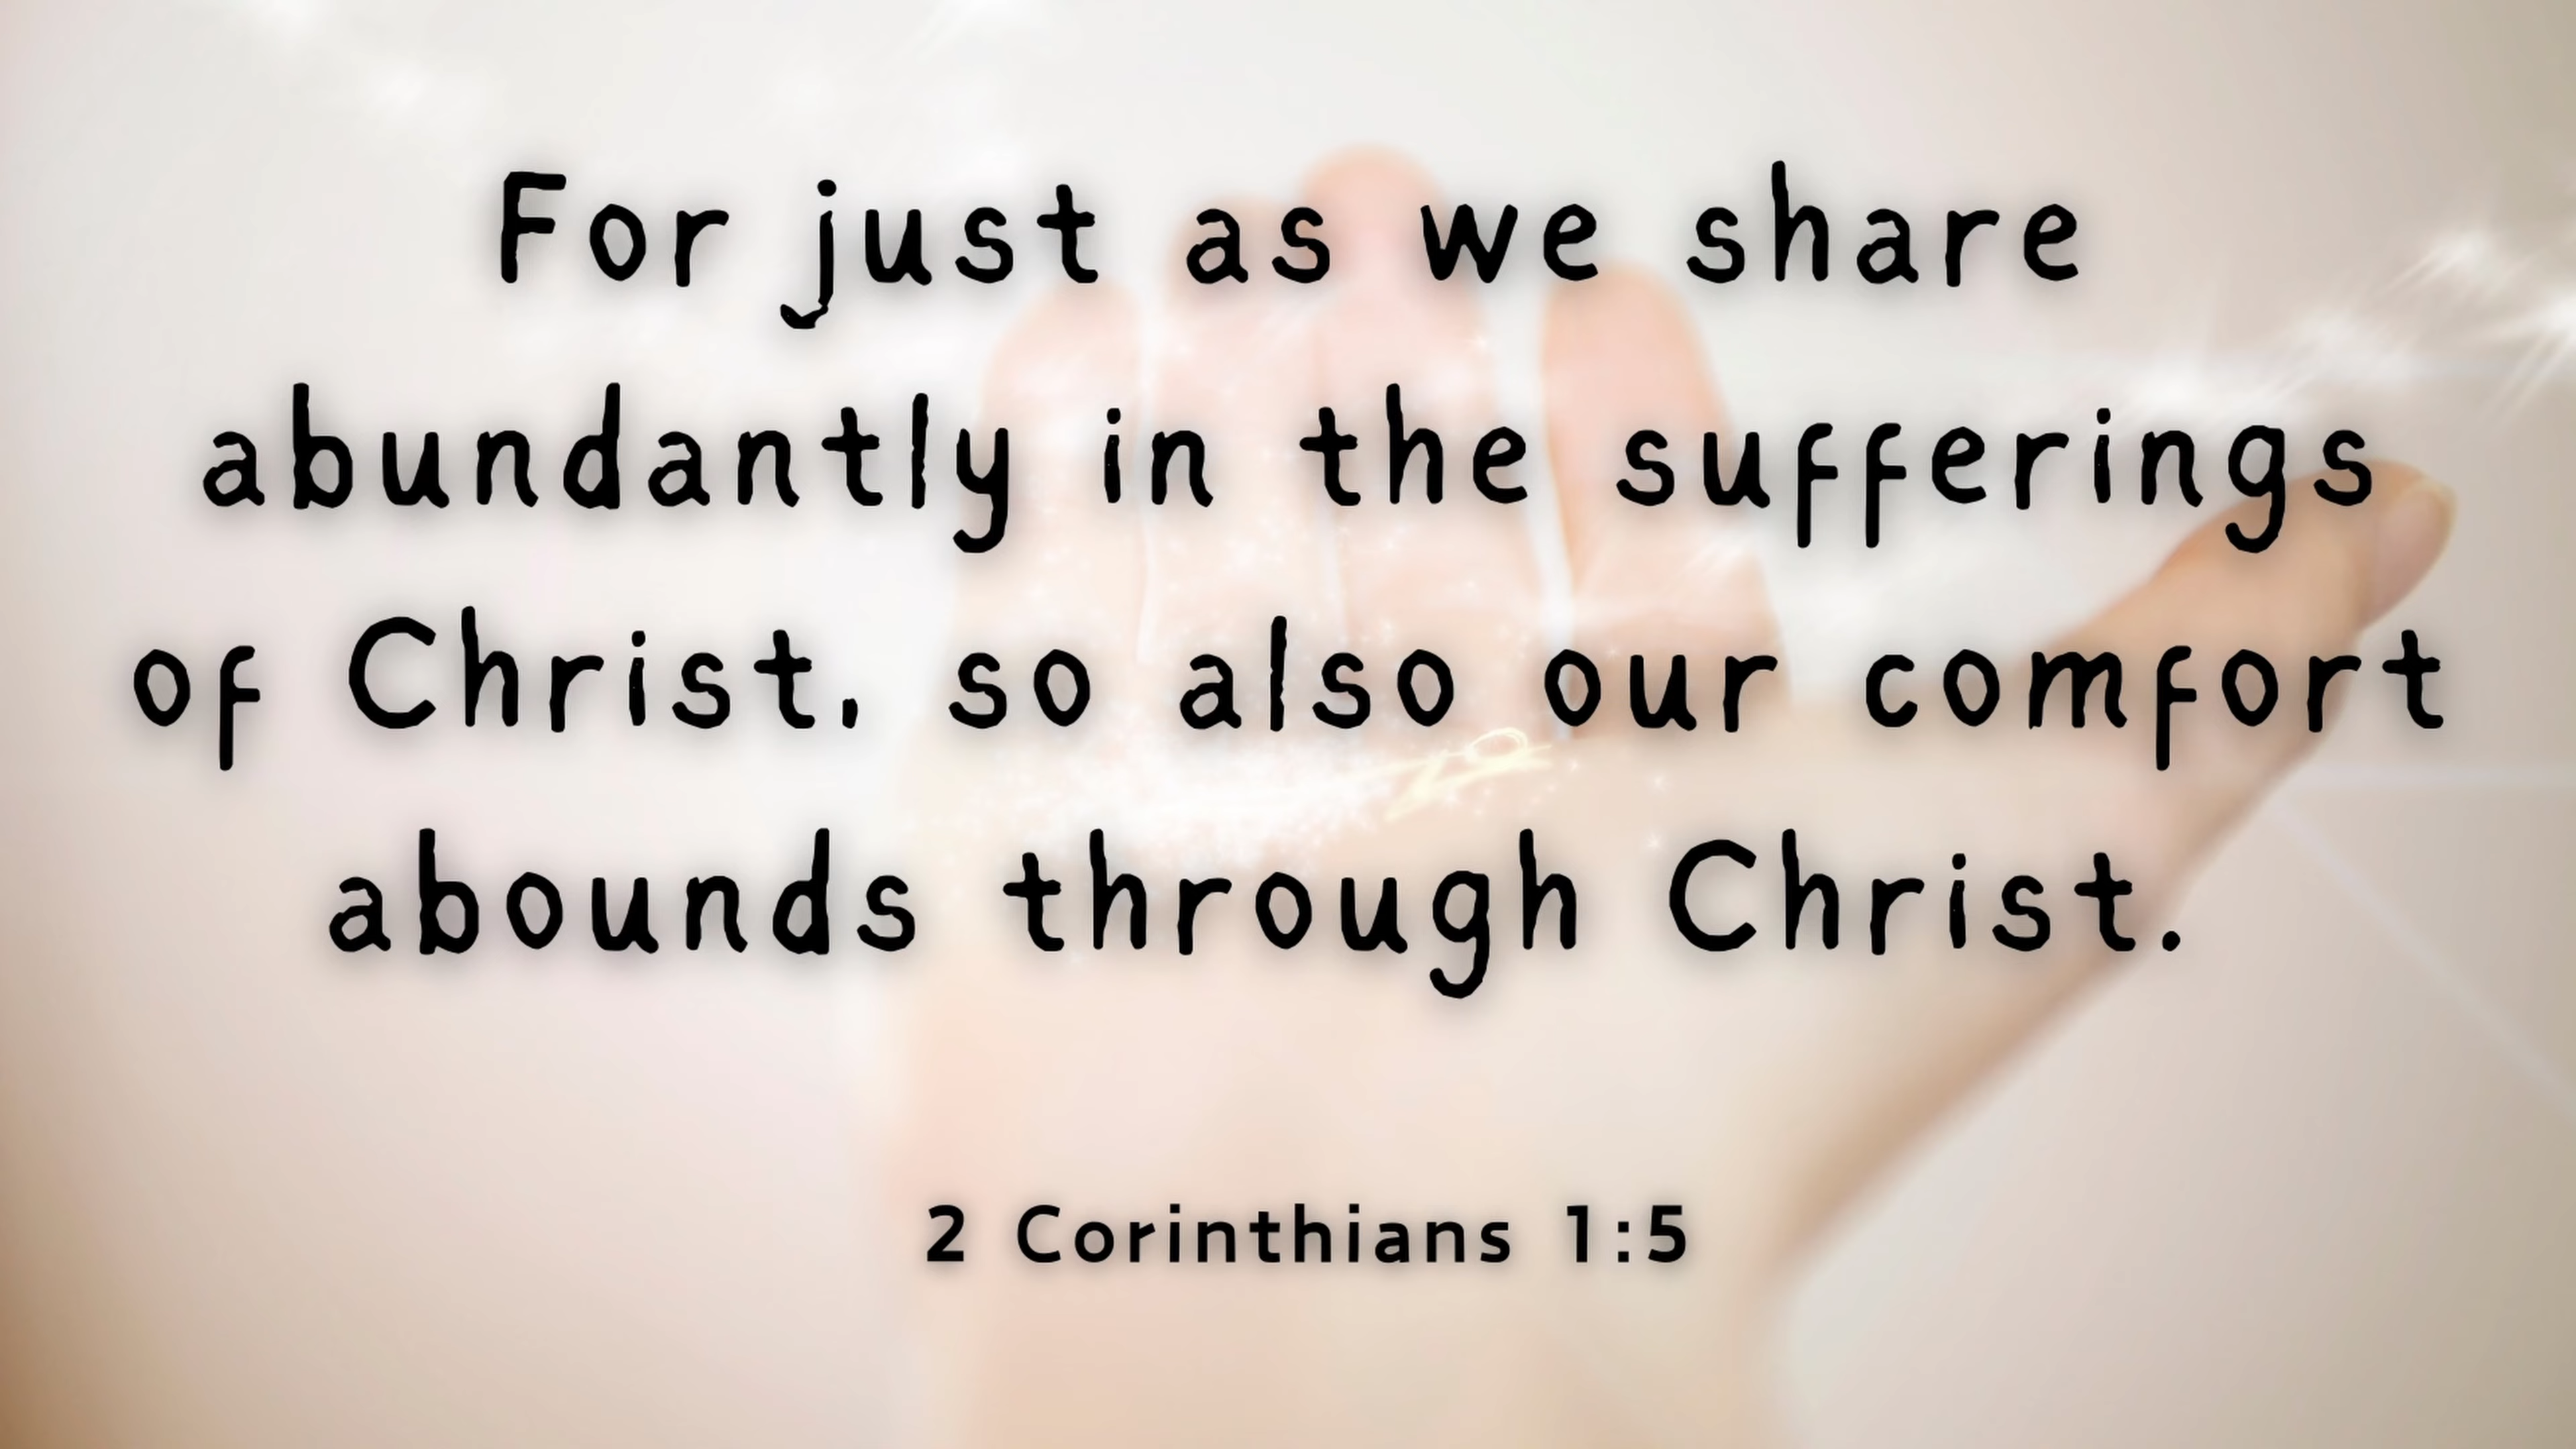 For just as we share
abundantly in the sufferings
of Christ, so also our comfort
abounds through Christ.
2 Corinthians 1:5